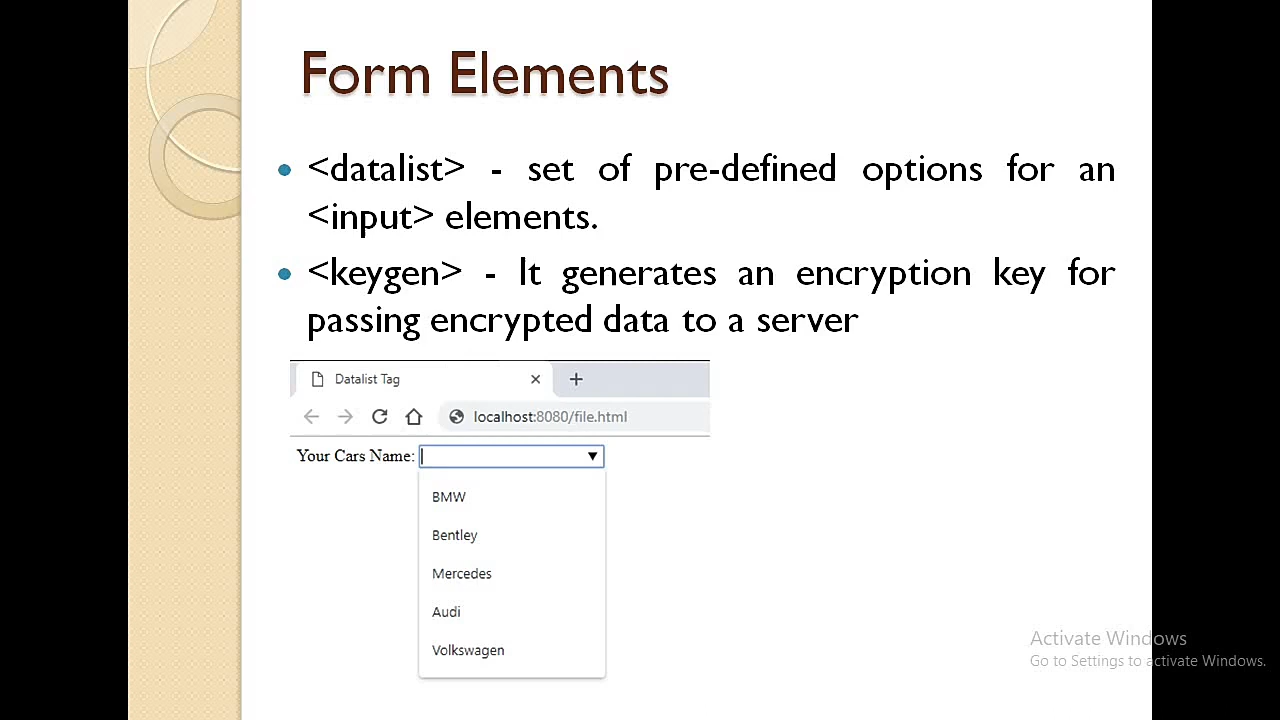 Form Elements
<datalist> - set of pre-defined options for an
<input> elements.
<keygen> - It generates an encryption key for
passing encrypted data to a server
Datalist Tag
localhost:8080/file.html
Your Cars Name:
BMW
Bentley
Mercedes
Audi
Volkswagen
Activate Windows
Go to Settings to activate Windows.